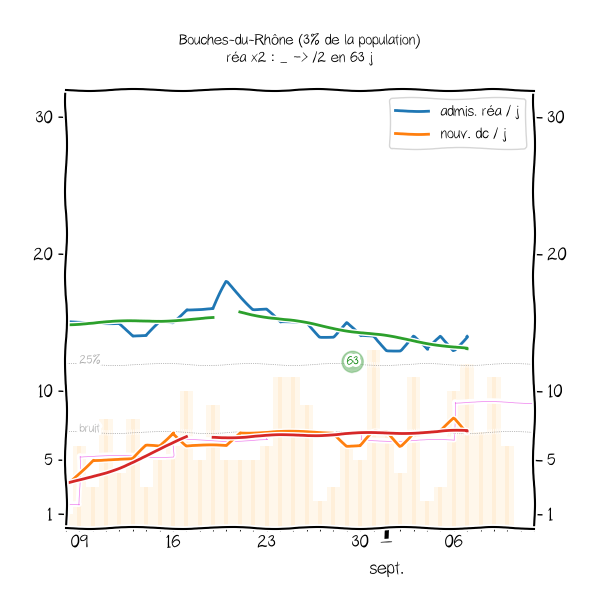 Bouches-du-Rhône (3% de la population)
réa x2 : _ -> /2 en 63 j
admis. réa / j
nouv. dc / j
30
30
20
20
25%
63
10
10
bruit
5
5
1
1
09 16 23 30 06
sept.